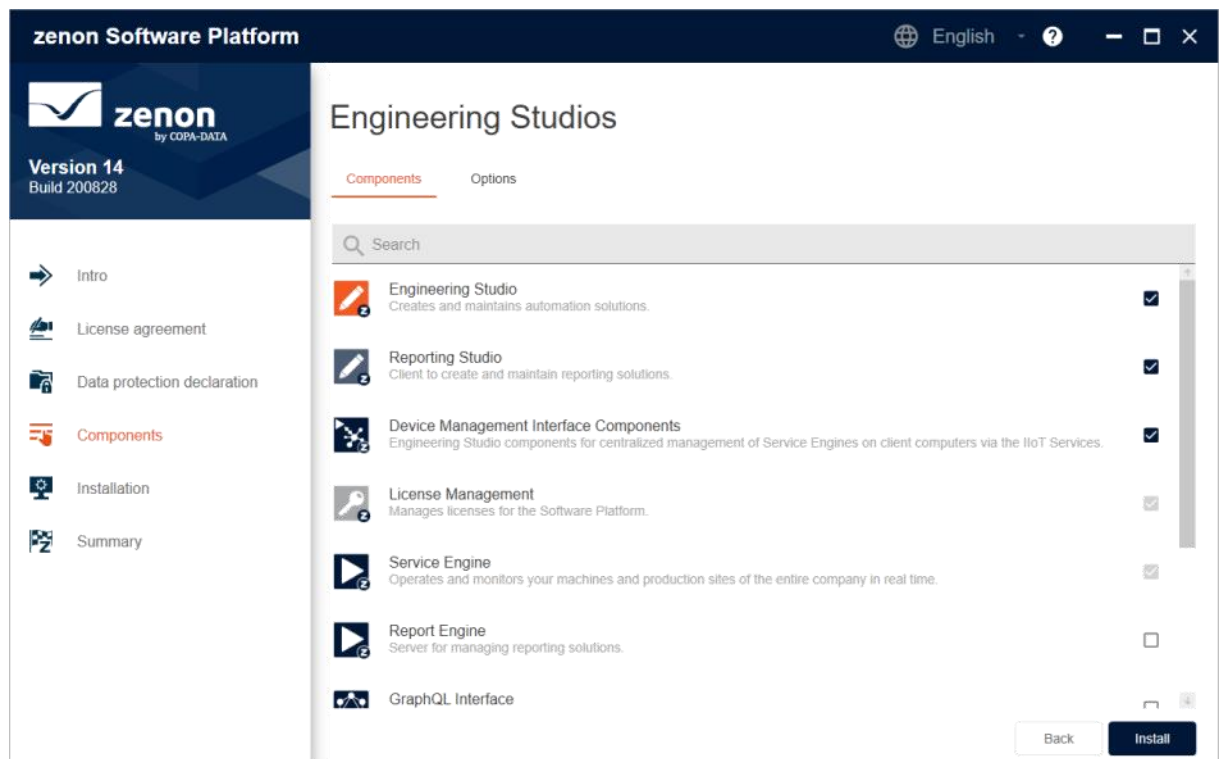 zenon Software Platform
English
zenon
by COPA-DATA
Version 14
Build 200828
Intro
License agreement
Data protection declaration
Components
Installation
Summary
Engineering Studios
Components
Options
Search
Engineering Studio
Creates and maintains automation solutions.
Reporting Studio
Client to create and maintain reporting solutions.
Device Management Interface Components
Engineering Studio components for centralized management of Service Engines on client computers via the IIoT Services.
License Management
Manages licenses for the Software Platform.
Service Engine
Operates and monitors your machines and production sites of the entire company in real time.
Report Engine
Server for managing reporting solutions.
GraphQL Interface
Back
Install